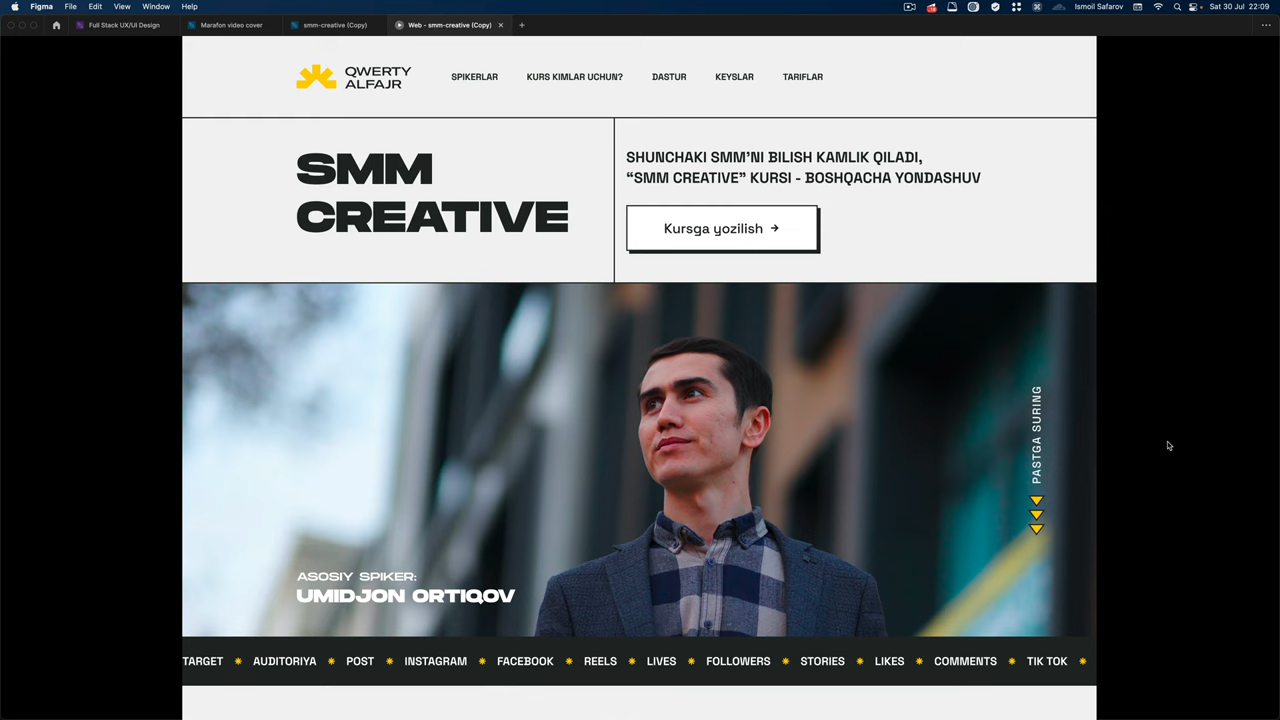 Figma File Edit View Window Help Ismoil Safarov Sat 30 Jul 22:09
Full Stack UX/UI Design Marafon video cover smm-creative (Copy) Web - smm-creative (Copy)
QWERTY
ALFAJR
SPIKERLAR KURS KIMLAR UCHUN? DASTUR KEYSLAR TARIFLAR
SMM
CREATIVE
SHUNCHAKI SMM’NI BILISH KAMLIK QILADI,
“SMM CREATIVE” KURSI - BOSHQACHA YONDASHUV
Kursga yozilish →
PASTGA SURING
ASOSIY SPIKER:
UMIDJON ORTIQOV
TARGET AUDITORIYA POST INSTAGRAM FACEBOOK REELS LIVES FOLLOWERS STORIES LIKES COMMENTS TIK TOK